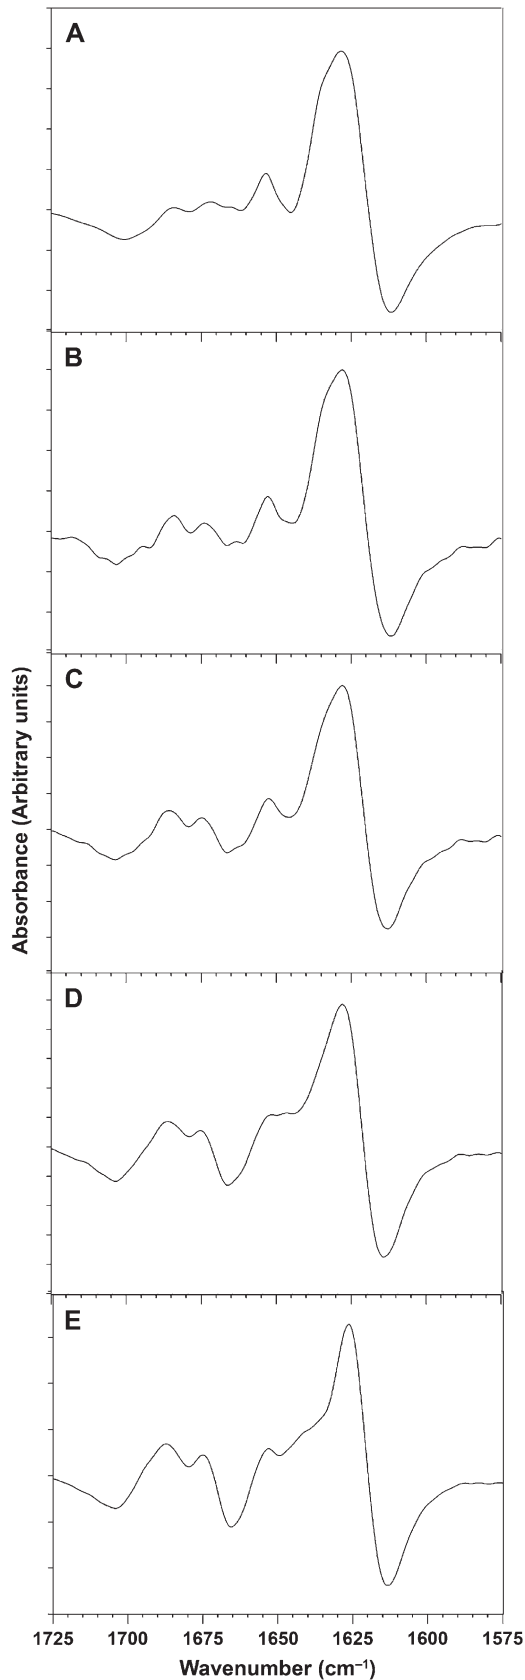 A
B
C
D
E
Absorbance (Arbitrary units)
1725 1700 1675 1650 1625 1600 1575
Wavenumber (cm⁻¹)